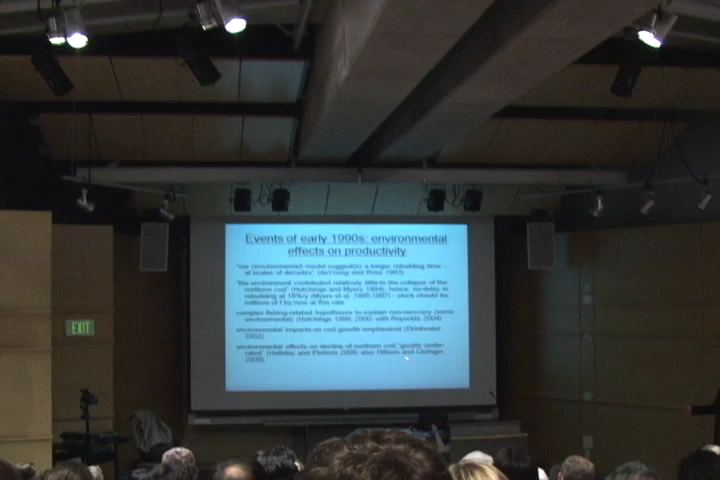 Events of early 1990s: environmental
effects on productivity
"our (environmental) model suggest(s) a longer rebuilding time -
at scales of decades" (deYoung and Rose 1993)
"the environment contributed relatively little to the collapse of the
northern cod" (Hutchings and Myers 1994); hence, no delay in
rebuilding at 18%/y (Myers et al. 1995-1997) - stock should be
millions of t by now at this rate
complex fishing-related hypotheses to explain non-recovery (some
environmental) (Hutchings 1999, 2000; with Reynolds, 2004)
environmental impacts on cod growth emphasized (Drinkwater
2002)
environmental effects on decline of northern cod "greatly under-
rated" (Halliday and Pinhorn 2009; also Hilborn and Litzinger
2009)
EXIT